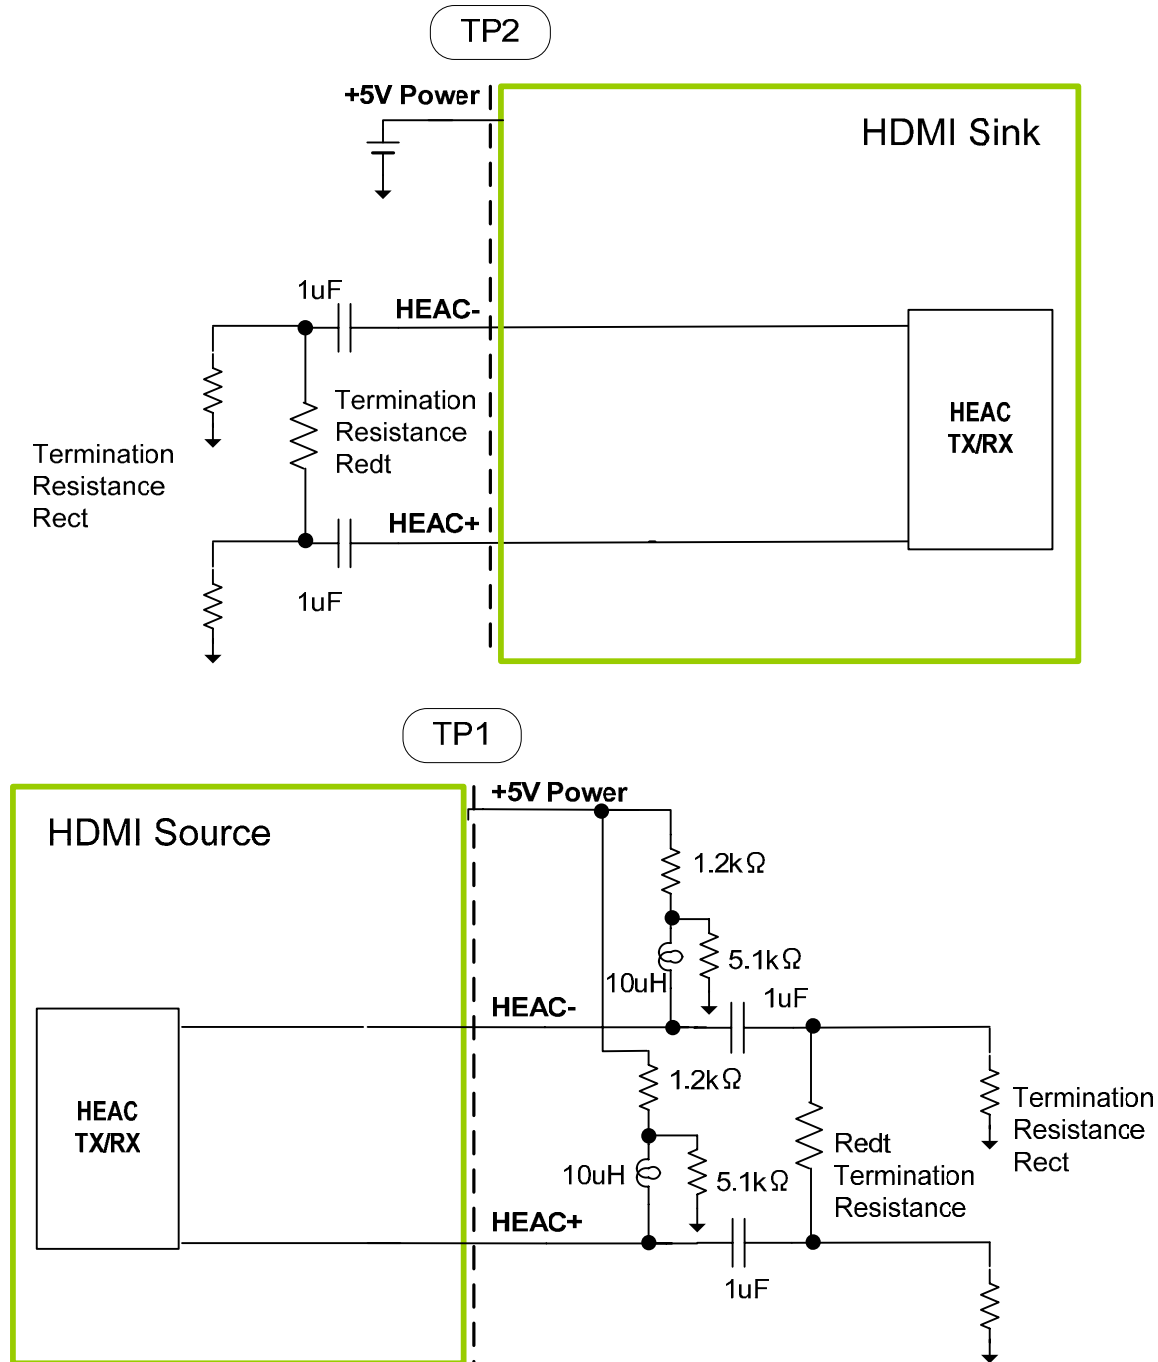 TP2
+5V Power
HDMI Sink
1uF
HEAC-
Termination
Resistance
Redt
HEAC
TX/RX
Termination
Resistance
Rect
HEAC+
1uF
TP1
+5V Power
HDMI Source
1.2kΩ
5.1kΩ
10uH
1uF
HEAC-
1.2kΩ
HEAC
TX/RX
Termination
Resistance
Rect
Redt
Termination
Resistance
10uH
5.1kΩ
HEAC+
1uF